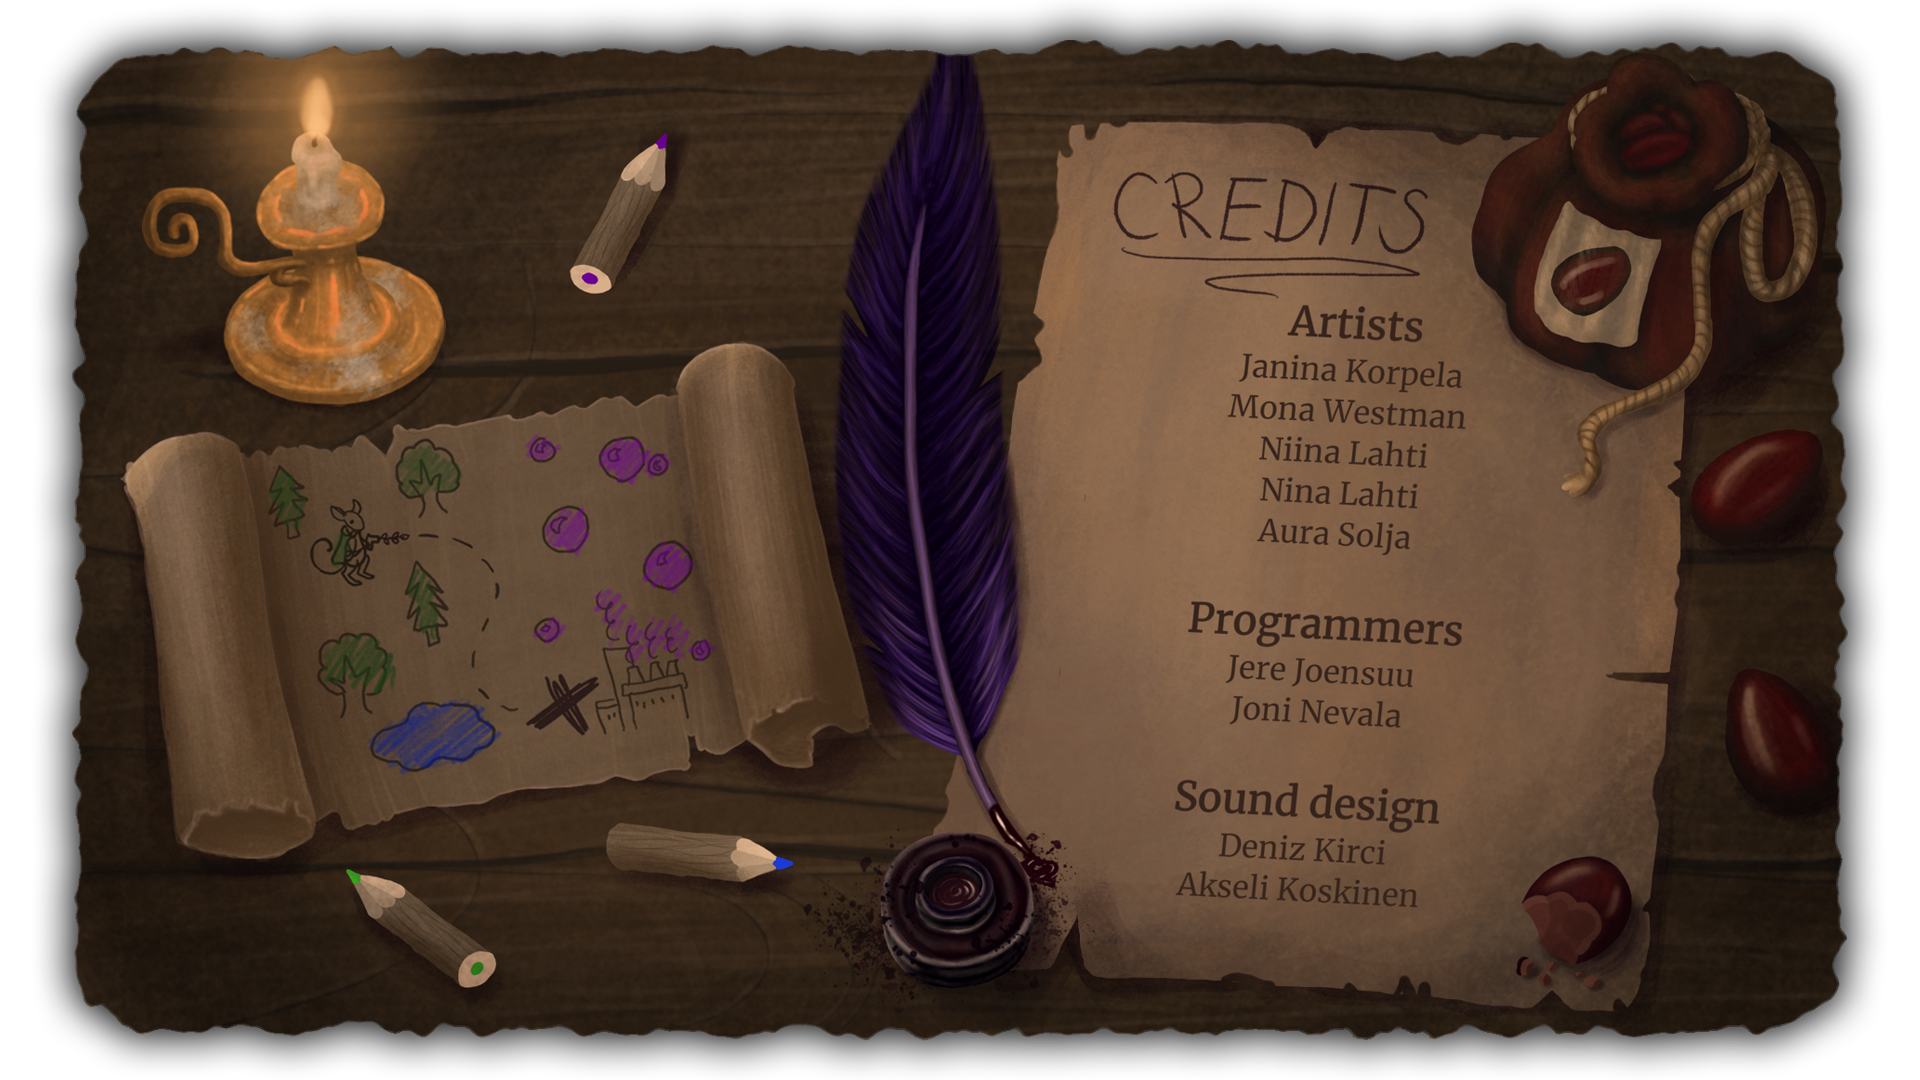 CREDITS
Artists
Janina Korpela
Mona Westman
Niina Lahti
Nina Lahti
Aura Solja
Programmers
Jere Joensuu
Joni Nevala
Sound design
Deniz Kirci
Akseli Koskinen